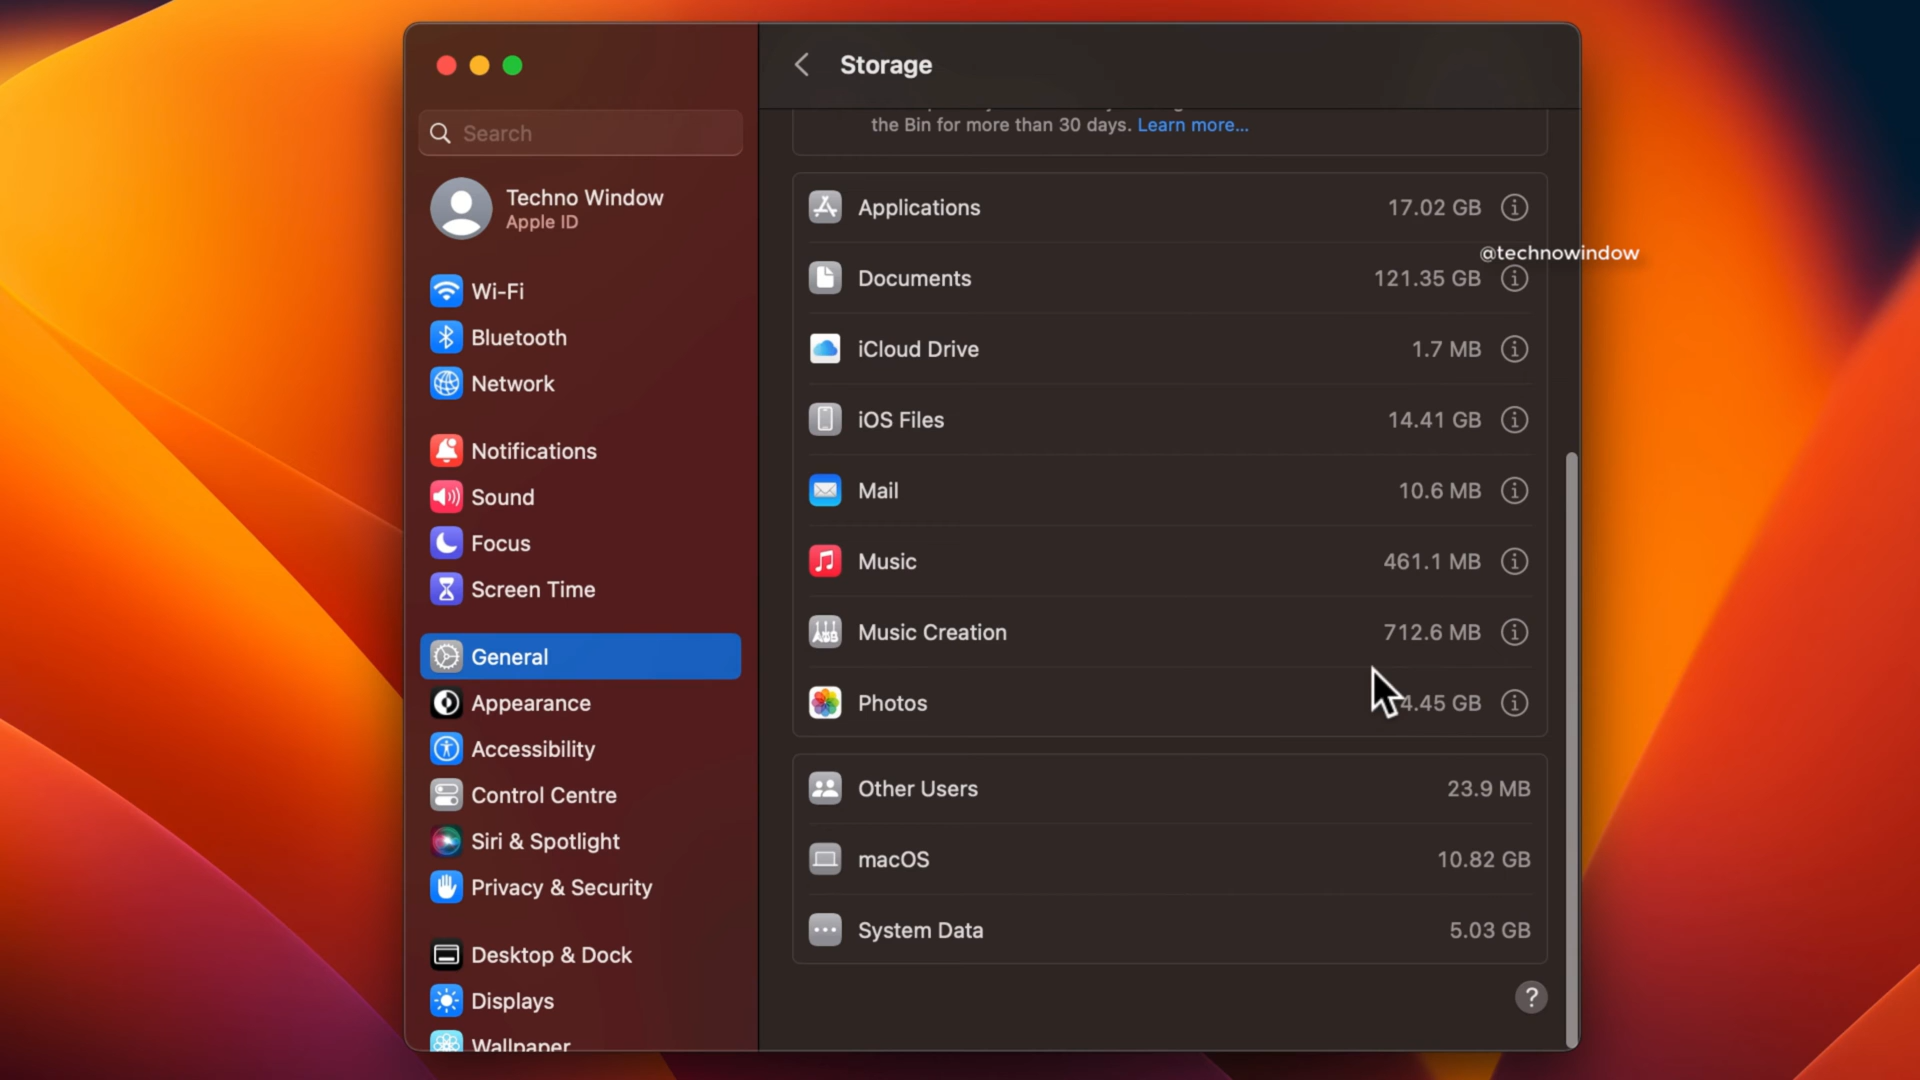 Storage
Search
Techno Window
Apple ID
Wi-Fi
Bluetooth
Network
Notifications
Sound
Focus
Screen Time
General
Appearance
Accessibility
Control Centre
Siri & Spotlight
Privacy & Security
Desktop & Dock
Displays
Wallpaper
the Bin for more than 30 days. Learn more...
Applications 17.02 GB
@technowindow
Documents 121.35 GB
iCloud Drive 1.7 MB
iOS Files 14.41 GB
Mail 10.6 MB
Music 461.1 MB
Music Creation 712.6 MB
Photos 4.45 GB
Other Users 23.9 MB
macOS 10.82 GB
System Data 5.03 GB
?